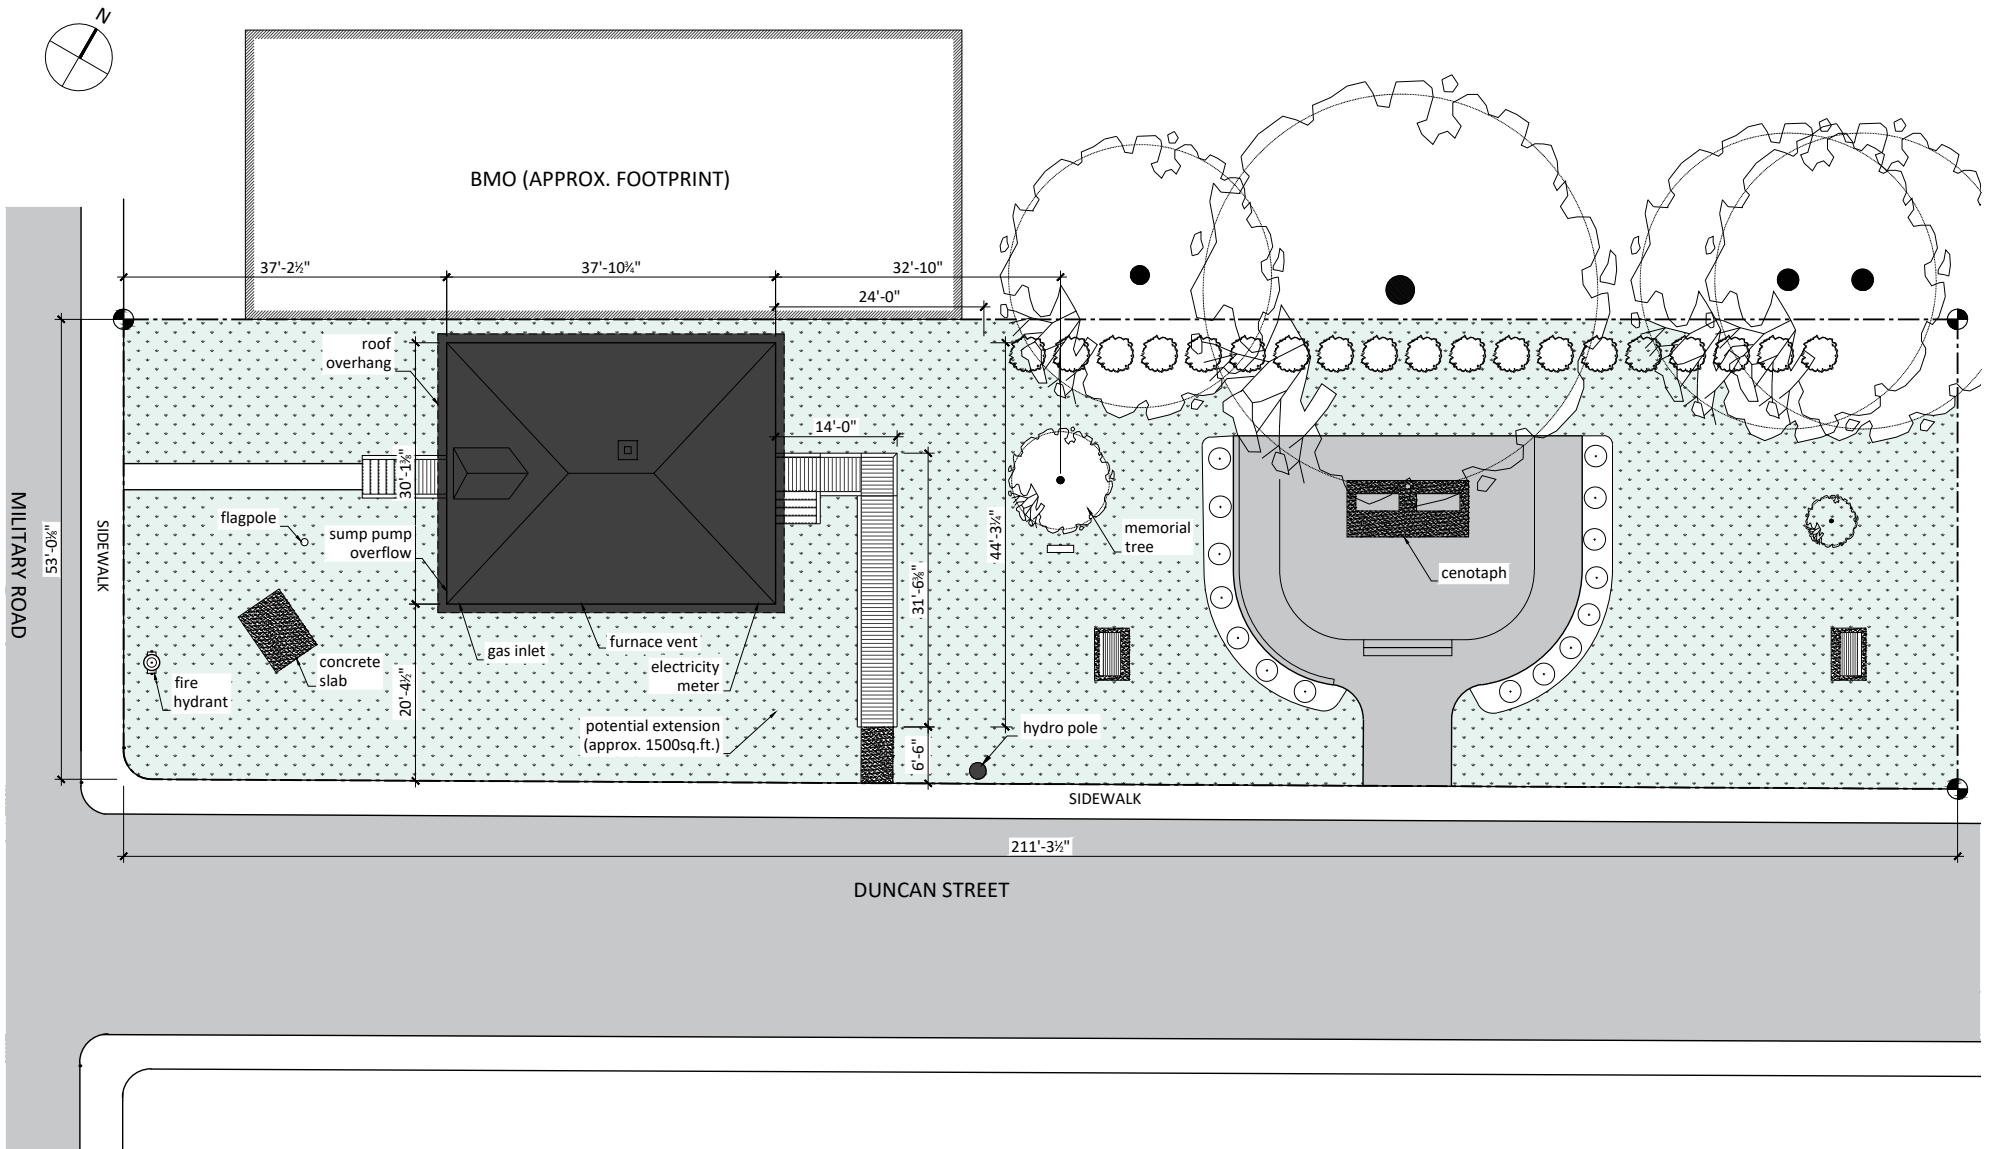 N
BMO (APPROX. FOOTPRINT)
37'-2½"
37'-10¾"
32'-10"
24'-0"
roof
overhang
14'-0"
30'-1⅞"
flagpole
sump pump
overflow
memorial
tree
44'-3¼"
cenotaph
MILITARY ROAD
53'-0⅛"
SIDEWALK
31'-6⅜"
gas inlet
furnace vent
electricity
meter
concrete
slab
fire
hydrant
20'-4½"
potential extension
(approx. 1500sq.ft.)
6'-6"
hydro pole
SIDEWALK
211'-3½"
DUNCAN STREET